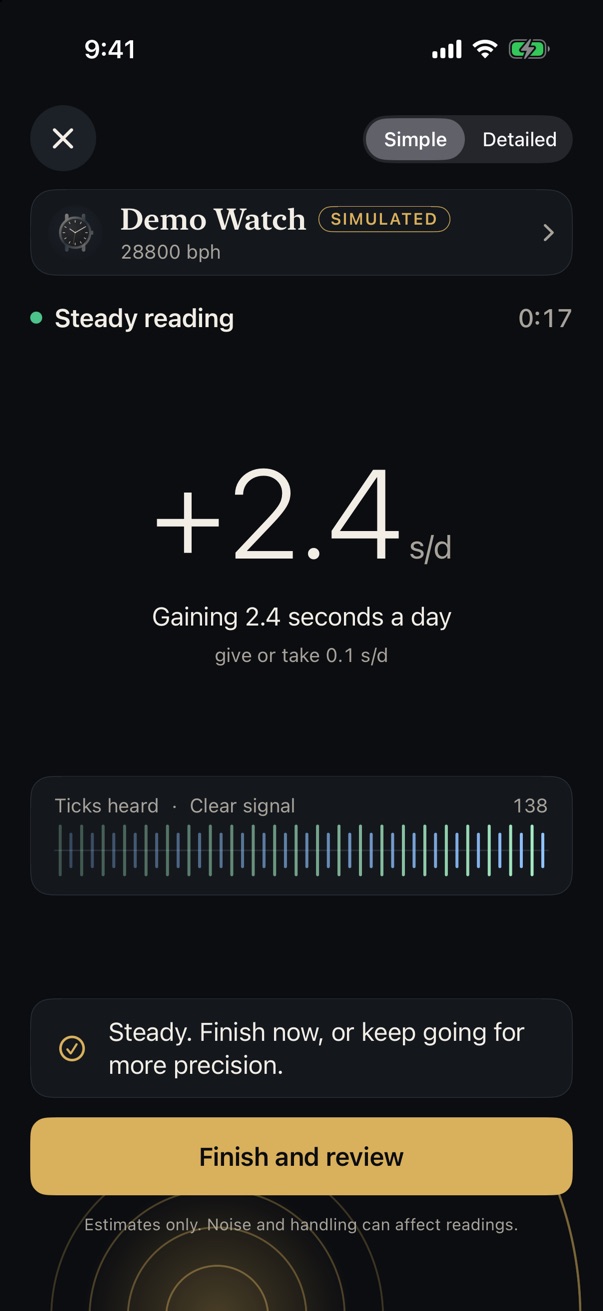 9:41
Simple
Detailed
Demo Watch
SIMULATED
28800 bph
Steady reading
0:17
+2.4 s/d
Gaining 2.4 seconds a day
give or take 0.1 s/d
Ticks heard · Clear signal
138
Steady. Finish now, or keep going for
more precision.
Finish and review
Estimates only. Noise and handling can affect readings.